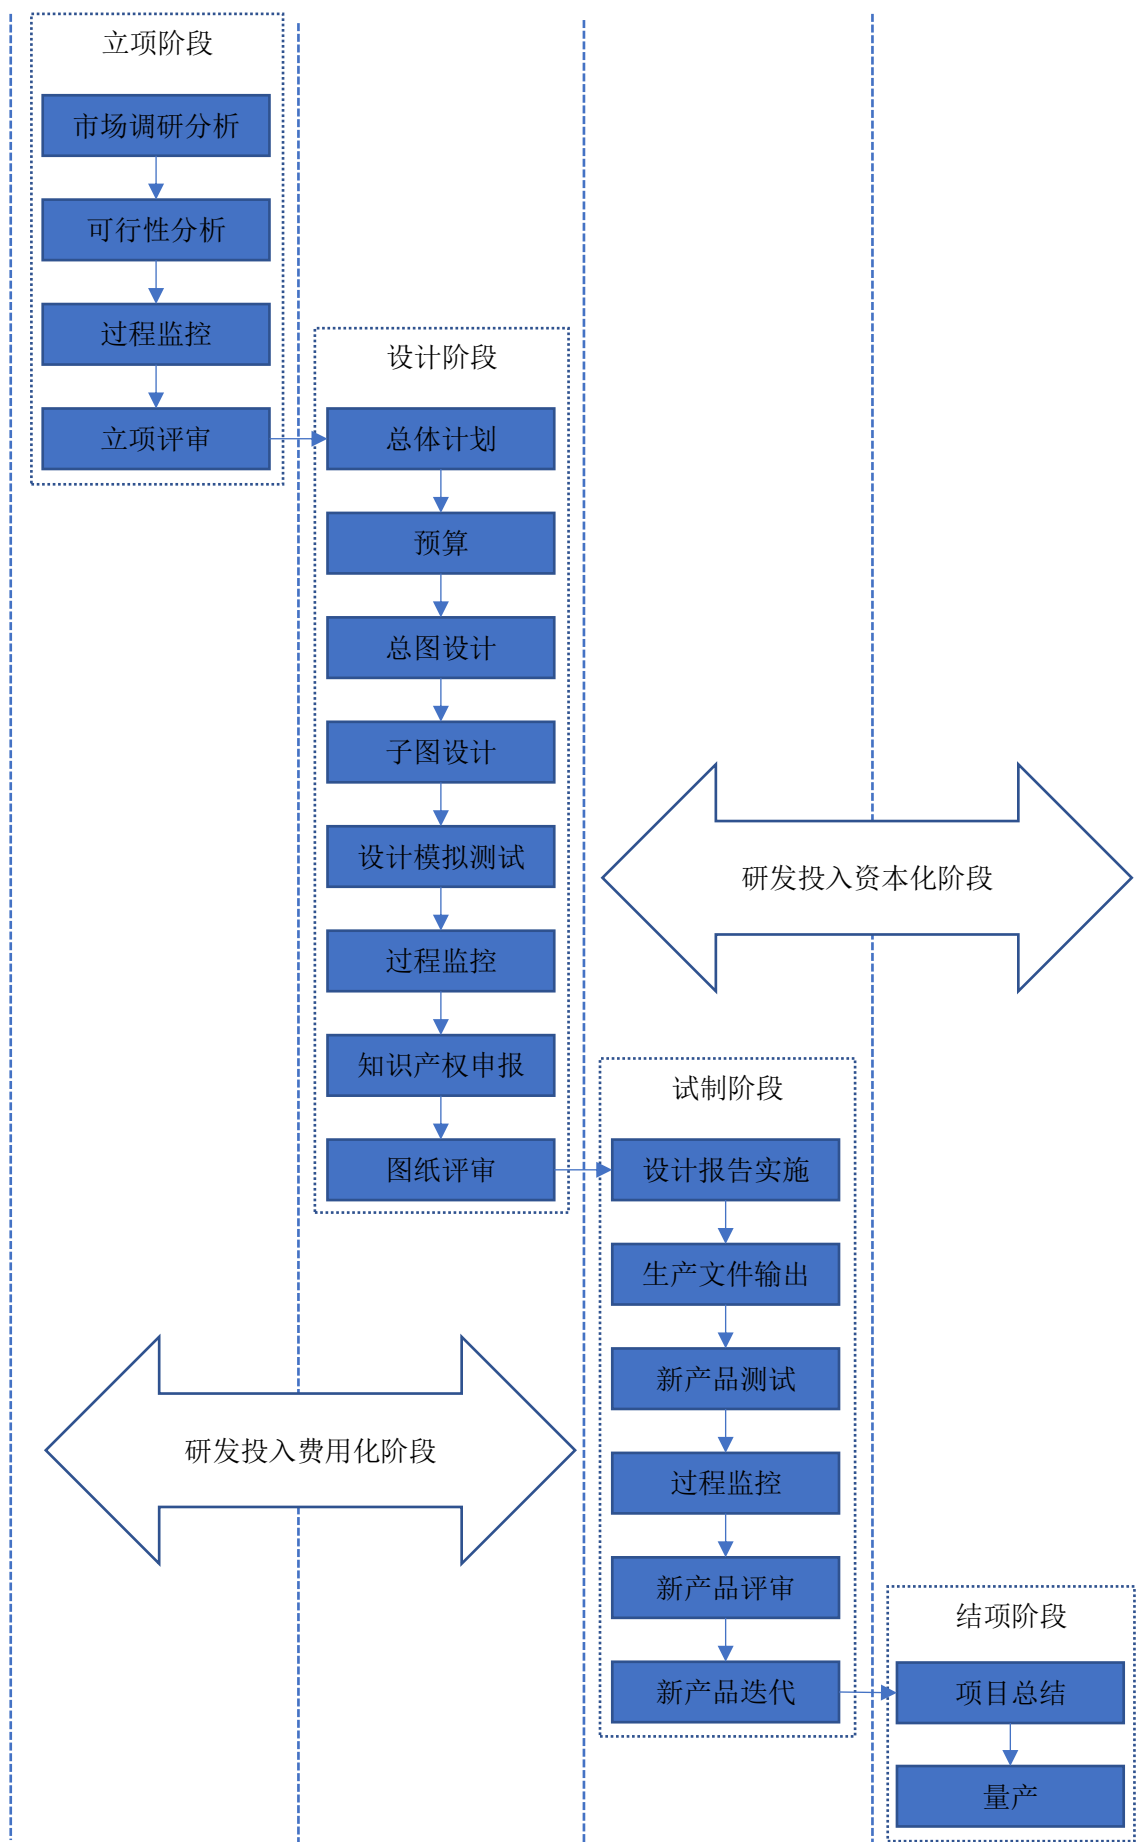 立项阶段
市场调研分析
可行性分析
过程监控
立项评审
设计阶段
总体计划
预算
总图设计
子图设计
设计模拟测试
过程监控
知识产权申报
图纸评审
研发投入资本化阶段
试制阶段
设计报告实施
生产文件输出
新产品测试
过程监控
新产品评审
新产品迭代
研发投入费用化阶段
结项阶段
项目总结
量产